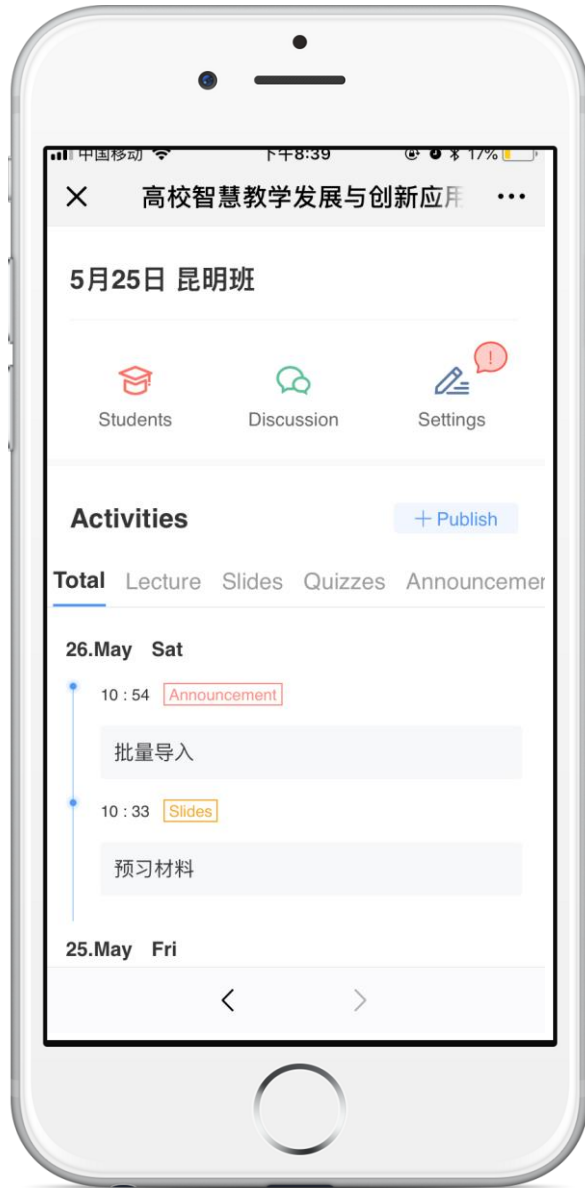 中国移动 下午8:39 17%
高校智慧教学发展与创新应用
5月25日 昆明班
!
Students Discussion Settings
Activities + Publish
Total Lecture Slides Quizzes Announcemen
26.May Sat
10 : 54 Announcement
批量导入
10 : 33 Slides
预习材料
25.May Fri